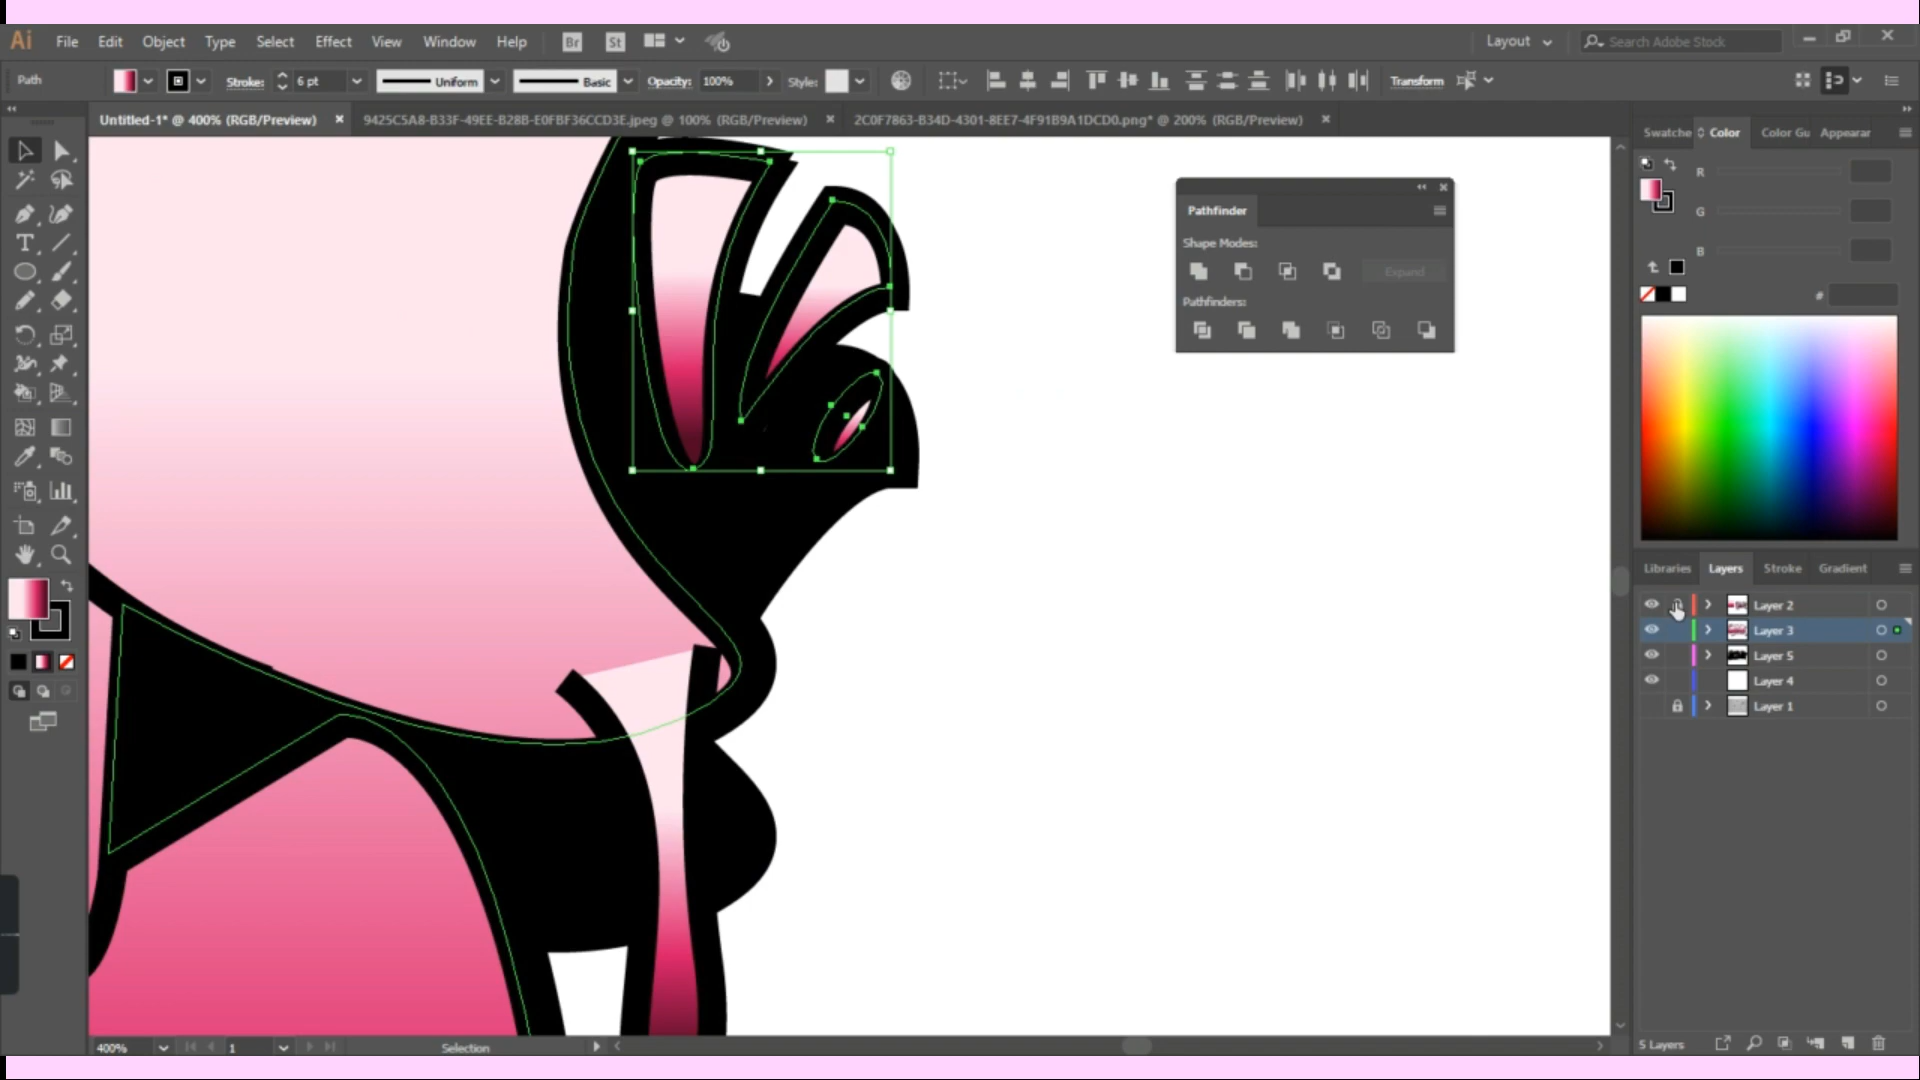 Ai File Edit Object Type Select Effect View Window Help Br St Layout Search Adobe Stock
Path Stroke: 6 pt Uniform Basic Opacity: 100% Style: Transform
Untitled-1* @ 400% (RGB/Preview) 9425C5A8-B33F-49EE-B28B-E0FBF36CCD3E.jpeg @ 100% (RGB/Preview) 2C0F7863-B34D-4301-8EE7-4F91B9A1DCD0.png* @ 200% (RGB/Preview)
Swatche Color Color Gu Appearar
R
G
B
#
Pathfinder
Shape Modes:
Expand
Pathfinders:
Libraries Layers Stroke Gradient
Layer 2
Layer 3
Layer 5
Layer 4
Layer 1
400% 1 Selection 5 Layers